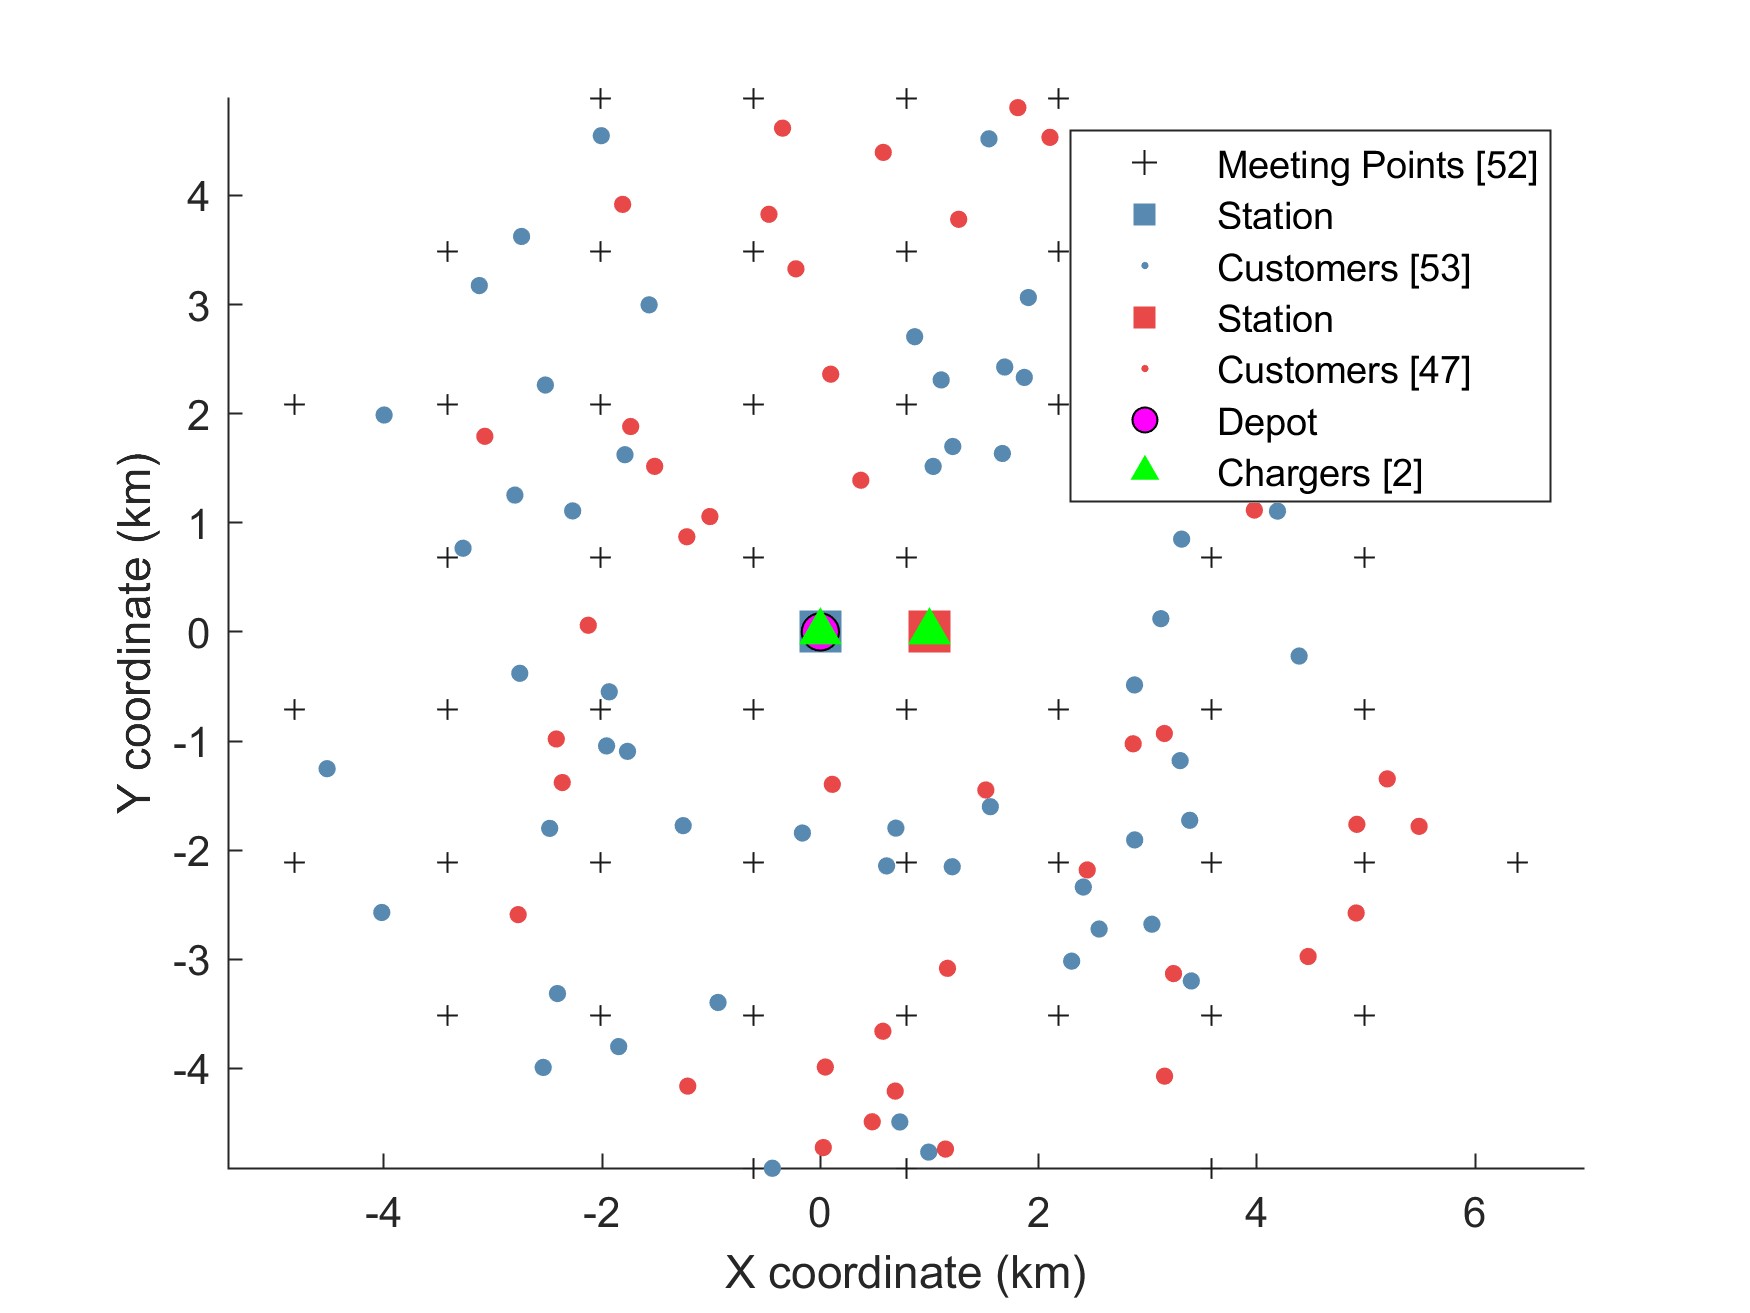 Meeting Points [52]
Station
Customers [53]
Station
Customers [47]
Depot
Chargers [2]
4
3
2
1
0
-1
-2
-3
-4
Y coordinate (km)
-4 -2 0 2 4 6
X coordinate (km)